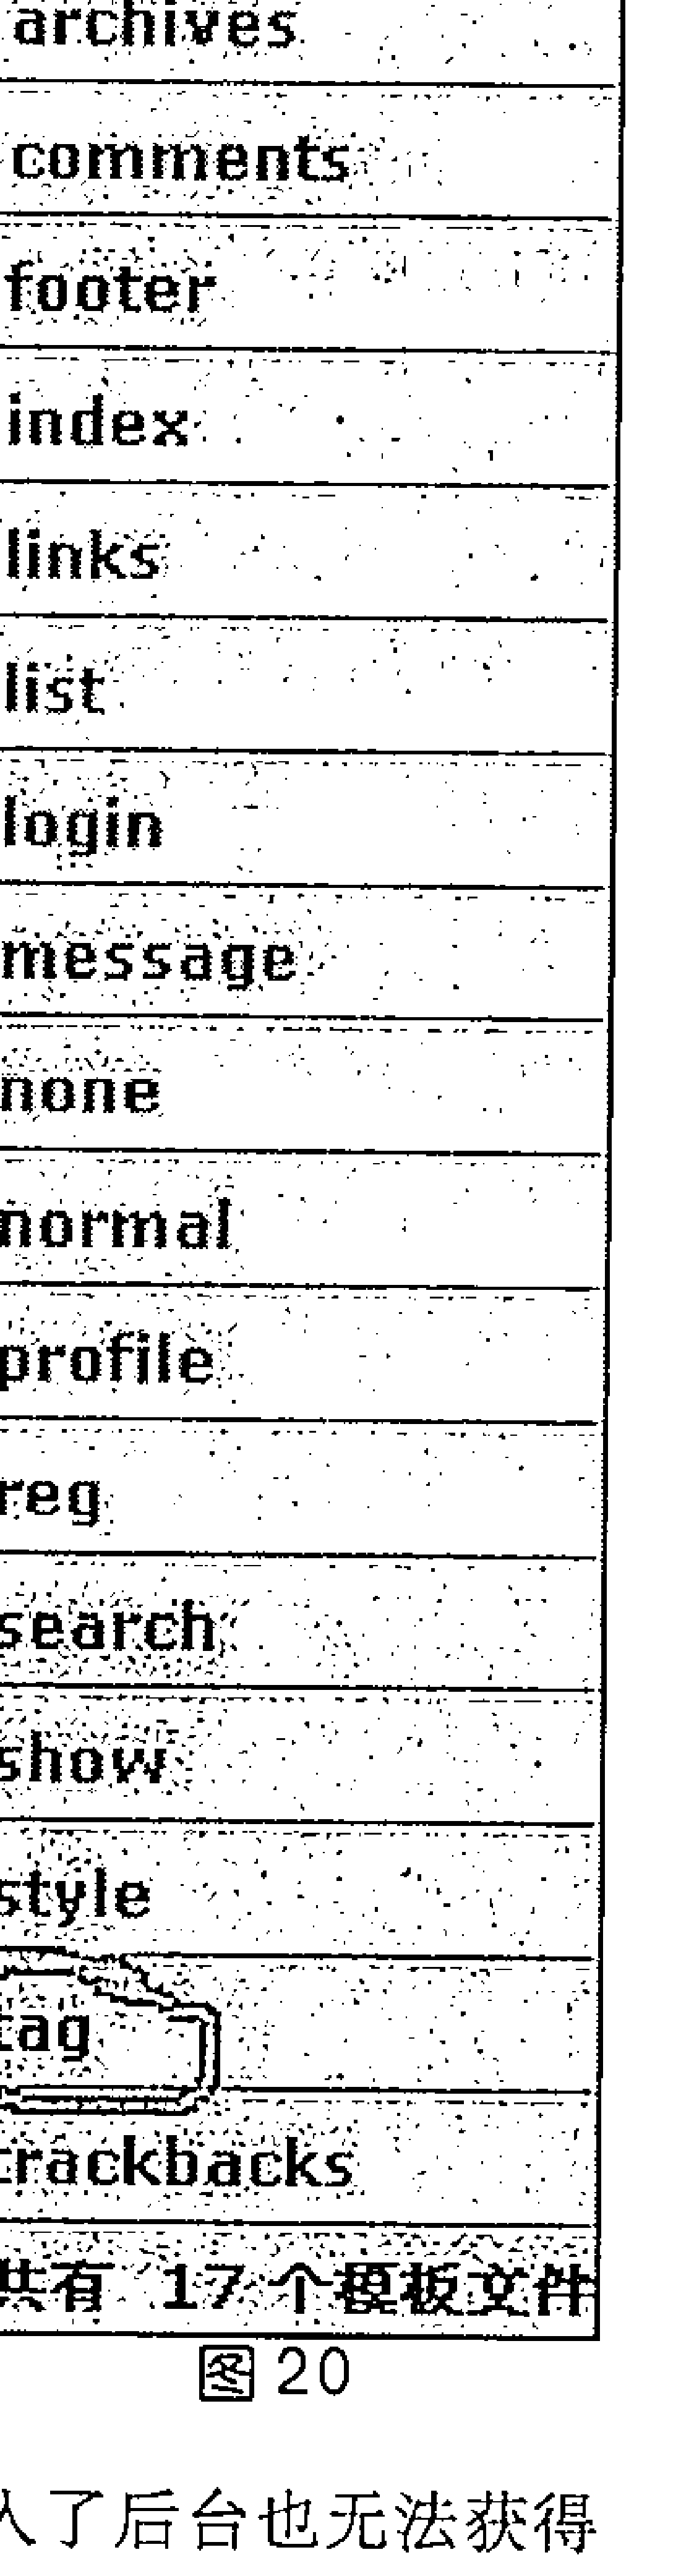 archives
comments
footer
index
links
list
login
message
none
normal
profile
reg
search
show
style
tag
trackbacks
共有 17 个模板文件
图 20
了后台也无法获得